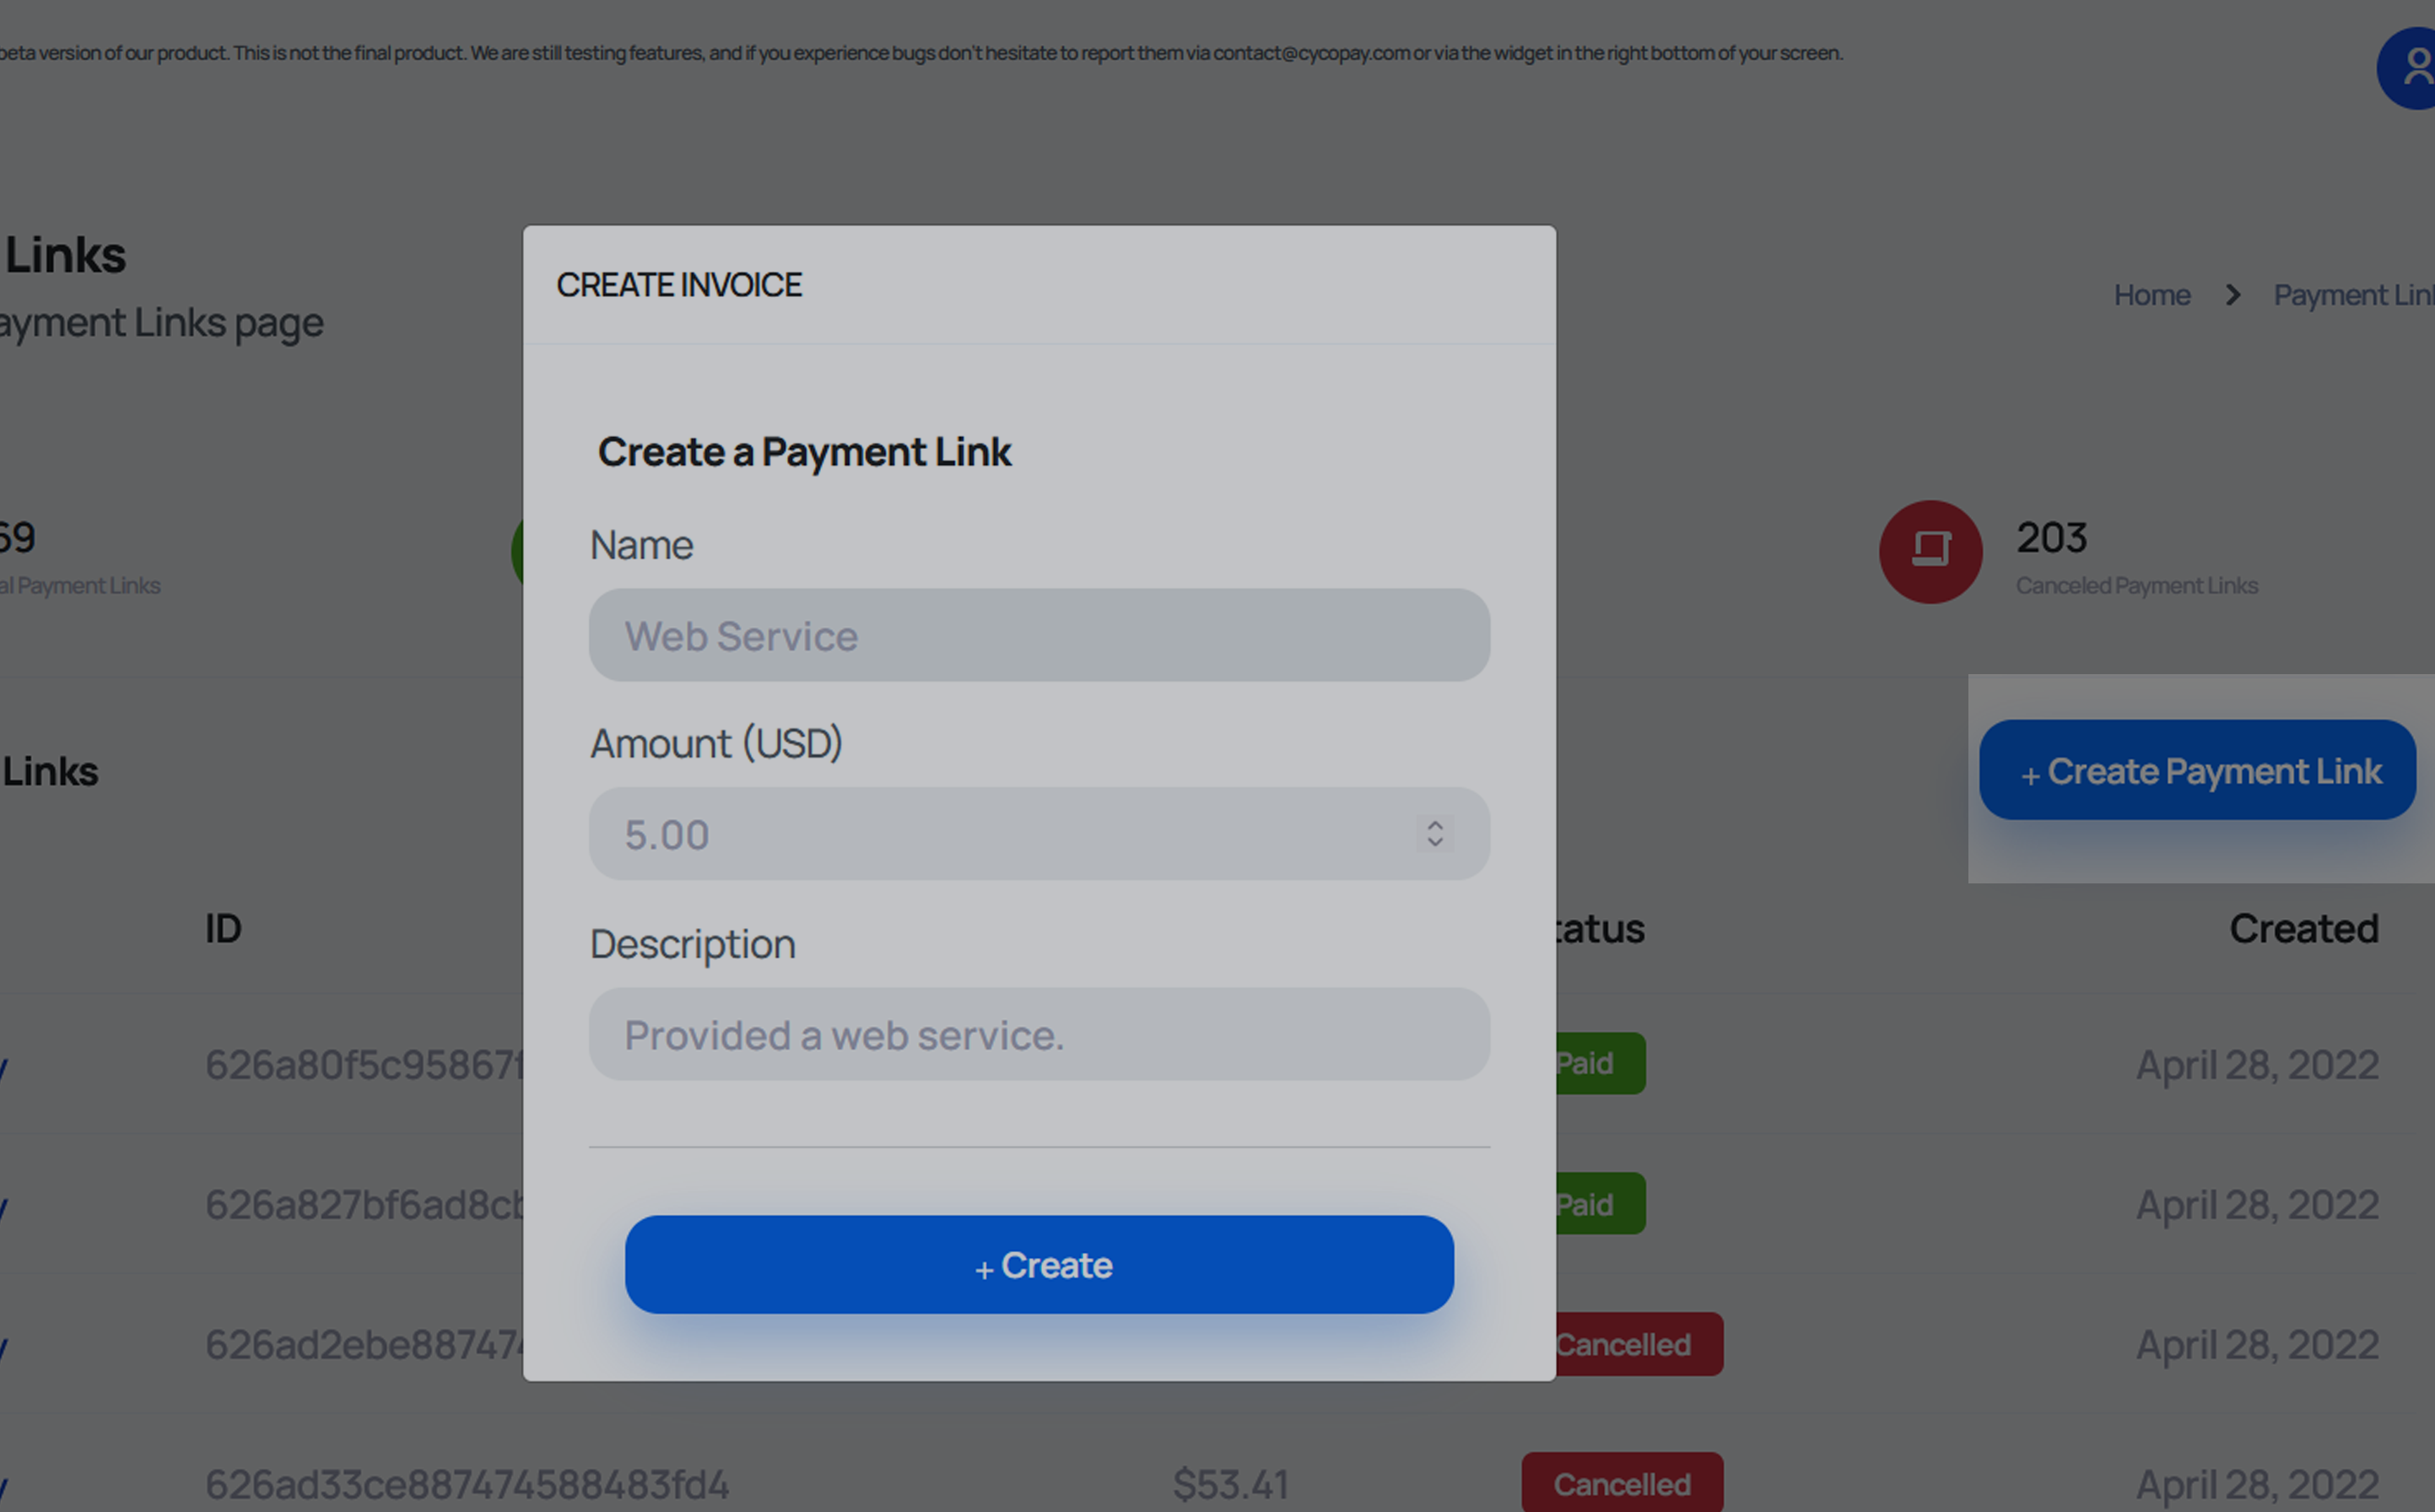 beta version of our product. This is not the final product. We are still testing features, and if you experience bugs don't hesitate to report them via contact@cycopay.com or via the widget in the right bottom of your screen.
Links
ayment Links page
Home
Payment Lin
CREATE INVOICE
Create a Payment Link
Name
Web Service
Amount (USD)
5.00
Description
Provided a web service.
+ Create
69
al Payment Links
203
Canceled Payment Links
Links
+ Create Payment Link
ID
tatus
Created
626a80f5c95867f
Paid
April 28, 2022
626a827bf6ad8cb
Paid
April 28, 2022
626ad2ebe88747
Cancelled
April 28, 2022
626ad33ce887474588483fd4
$53.41
Cancelled
April 28, 2022